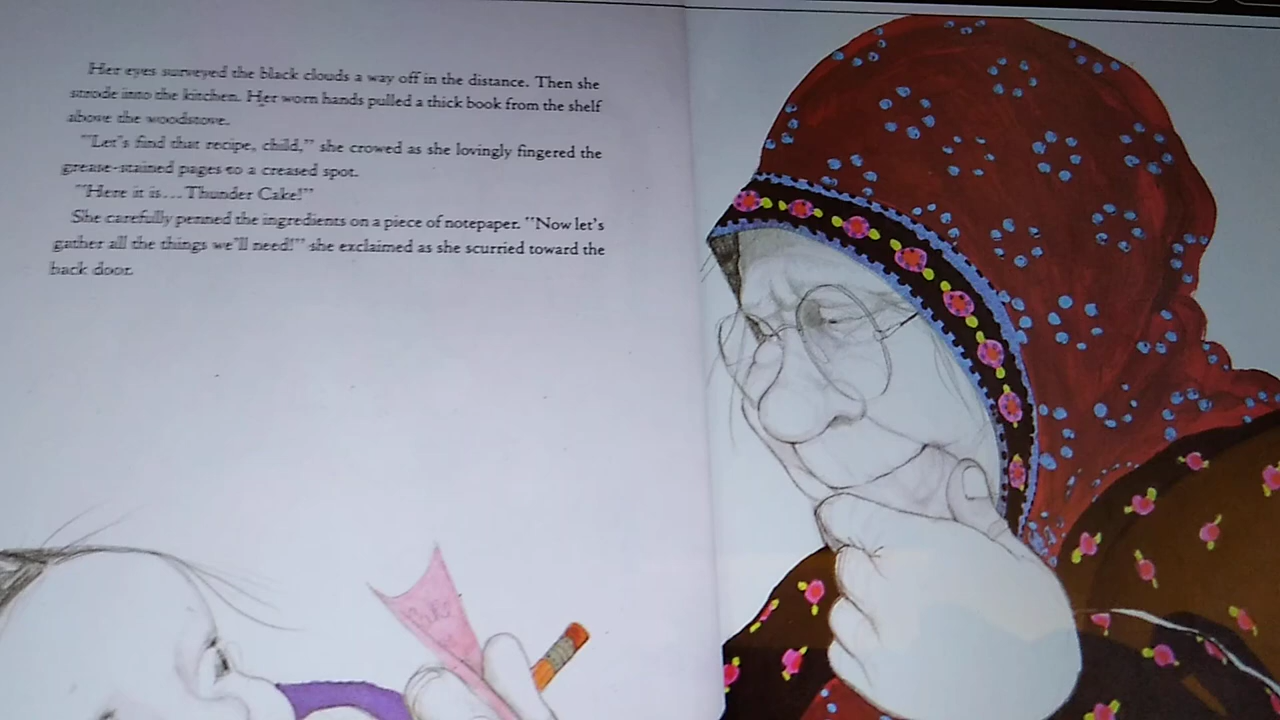 Her eyes surveyed the black clouds a way off in the distance. Then she
strode into the kitchen. Her worn hands pulled a thick book from the shelf
above the woodstove.
"Let's find that recipe, child," she crowed as she lovingly fingered the
grease-stained pages to a creased spot.
"Here it is... Thunder Cake!"
She carefully penned the ingredients on a piece of notepaper. "Now let's
gather all the things we'll need!" she exclaimed as she scurried toward the
back door.